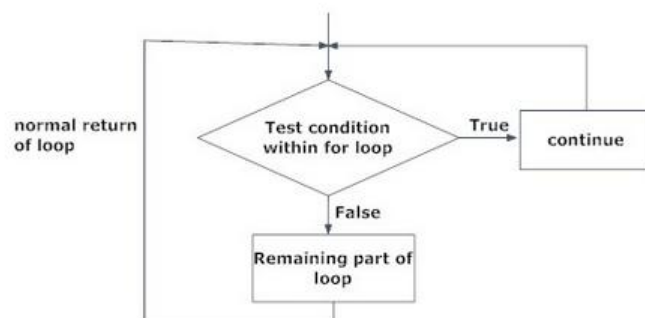 normal return
of loop
Test condition
within for loop
True
continue
False
Remaining part of
loop